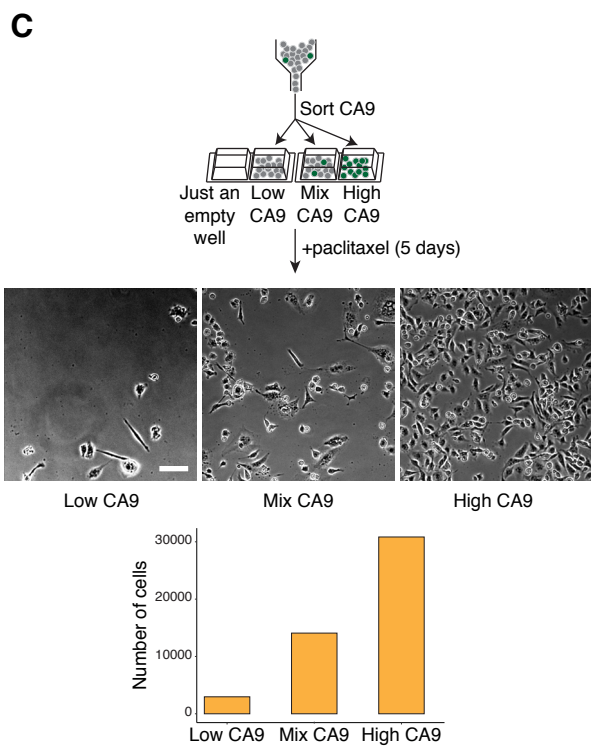 C
Sort CA9
Just an empty well
Low CA9
Mix CA9
High CA9
+paclitaxel (5 days)
Low CA9 Mix CA9 High CA9
Number of cells
30000
20000
10000
0
Low CA9 Mix CA9 High CA9